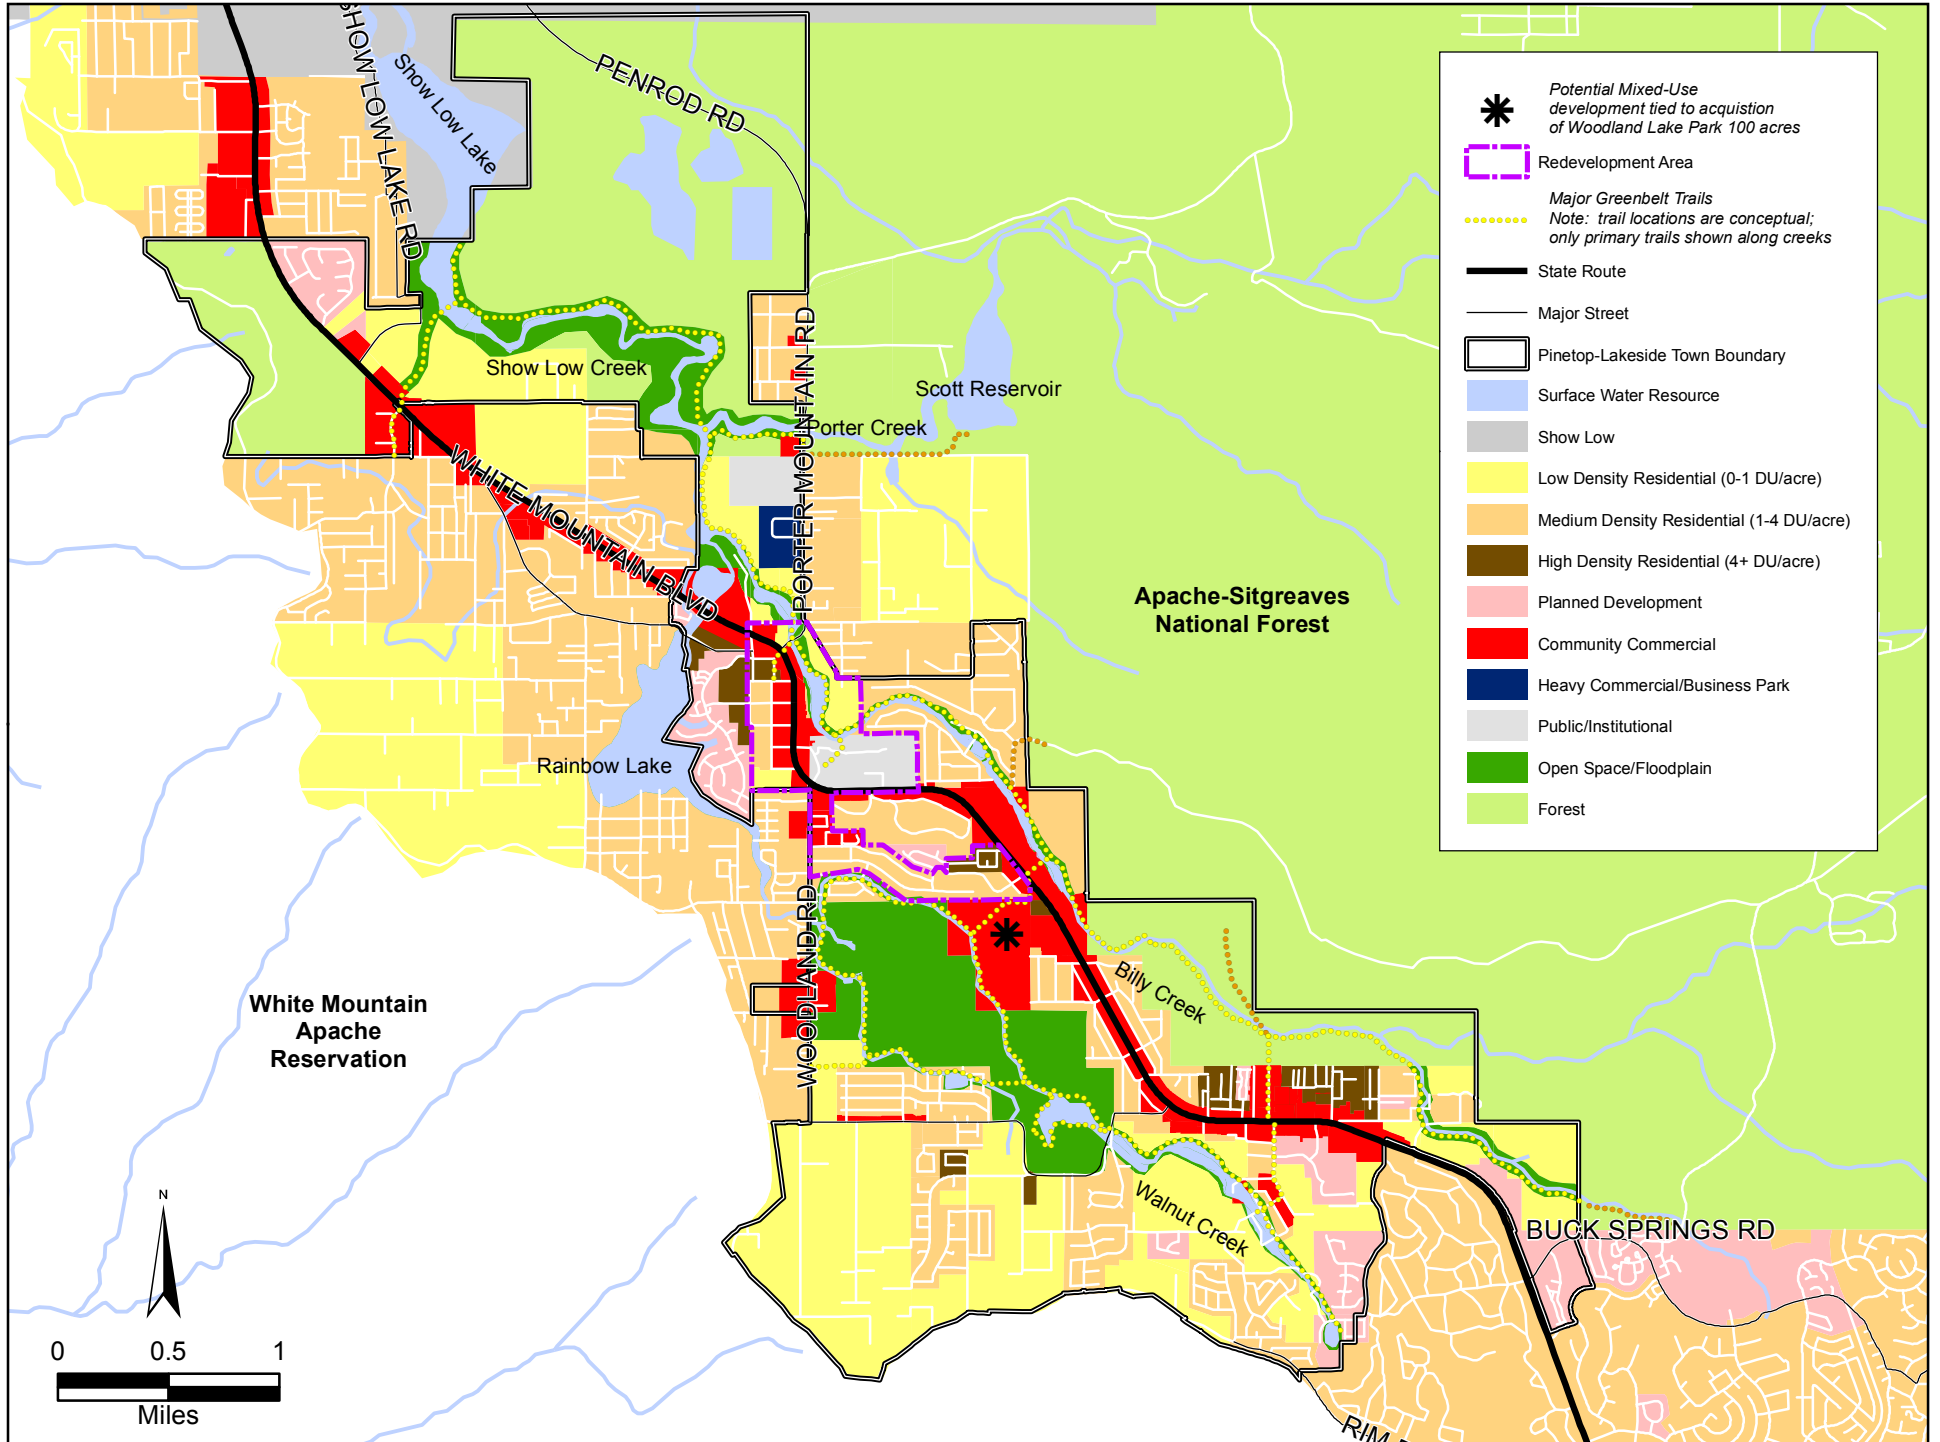 SHOW LOW LAKE RD
Show Low Lake
PENROD RD
Potential Mixed-Use
development tied to acquistion
of Woodland Lake Park 100 acres
Redevelopment Area
Major Greenbelt Trails
Note: trail locations are conceptual;
only primary trails shown along creeks
State Route
Major Street
Pinetop-Lakeside Town Boundary
Surface Water Resource
Show Low
Low Density Residential (0-1 DU/acre)
Medium Density Residential (1-4 DU/acre)
High Density Residential (4+ DU/acre)
Planned Development
Community Commercial
Heavy Commercial/Business Park
Public/Institutional
Open Space/Floodplain
Forest
Show Low Creek
PORTER MOUNTAIN RD
Scott Reservoir
Porter Creek
WHITE MOUNTAIN BLVD
Apache-Sitgreaves
National Forest
Rainbow Lake
WOODLAND RD
Billy Creek
White Mountain
Apache
Reservation
Walnut Creek
BUCK SPRINGS RD
RIM
N
0 0.5 1
Miles